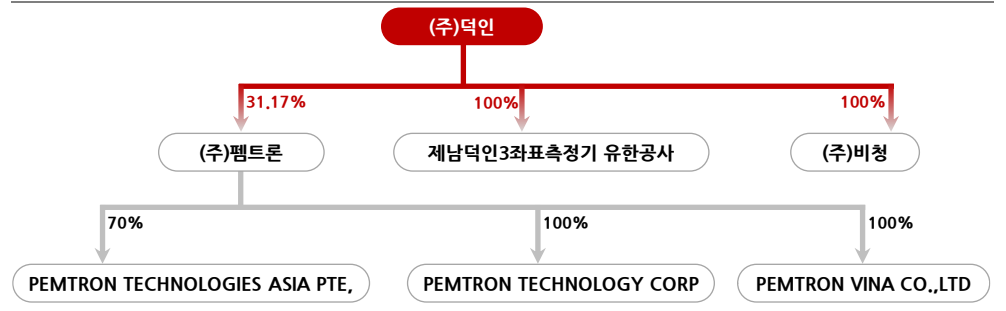 (주)덕인
31.17%
100%
100%
(주)펨트론
제남덕인3좌표측정기 유한공사
(주)비청
70%
100%
100%
PEMTRON TECHNOLOGIES ASIA PTE,
PEMTRON TECHNOLOGY CORP
PEMTRON VINA CO.,LTD